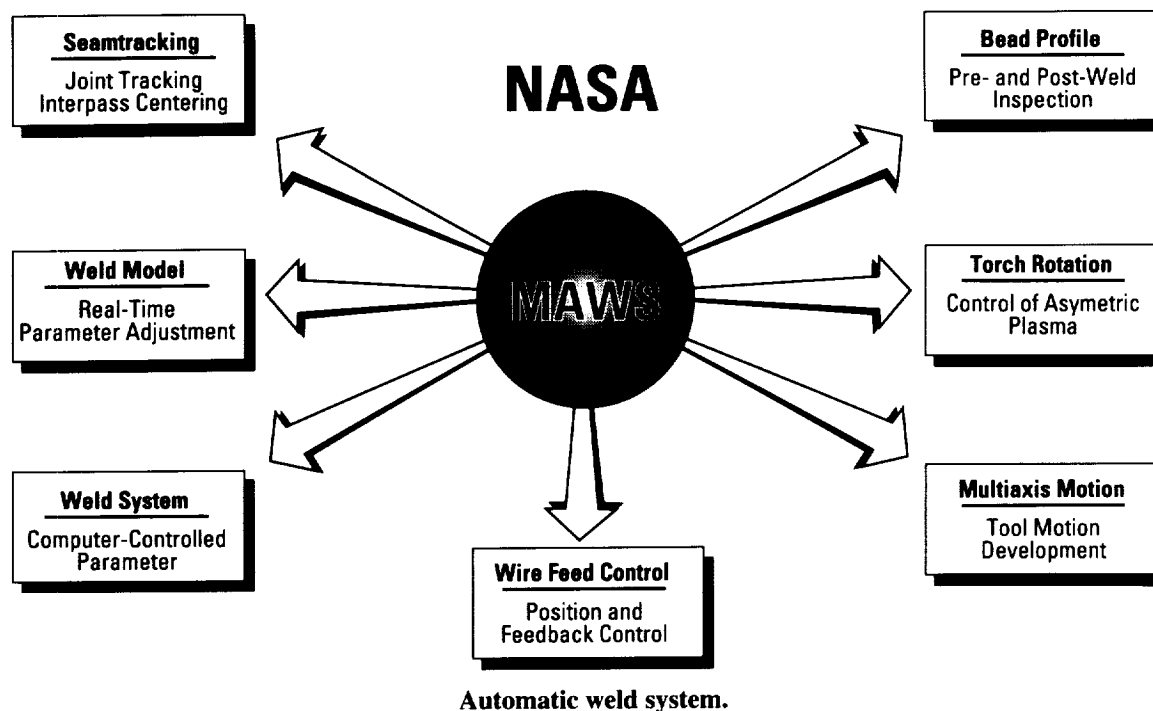 Seamtracking
Joint Tracking
Interpass Centering
NASA
Bead Profile
Pre- and Post-Weld
Inspection
Weld Model
Real-Time
Parameter Adjustment
MAWS
Torch Rotation
Control of Asymetric
Plasma
Weld System
Computer-Controlled
Parameter
Wire Feed Control
Position and
Feedback Control
Multiaxis Motion
Tool Motion
Development
Automatic weld system.